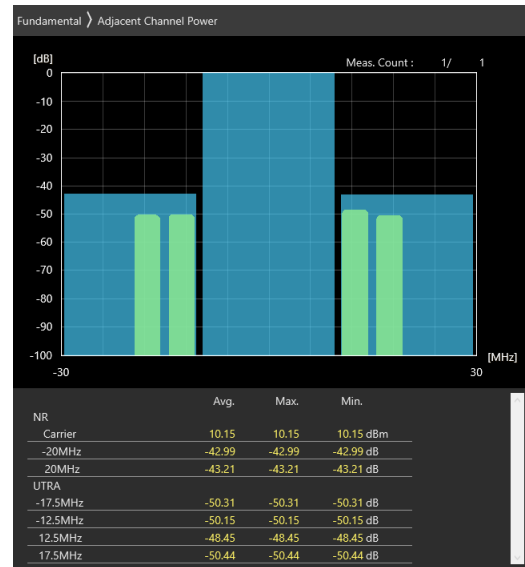 Fundamental 〉 Adjacent Channel Power
[dB]
Meas. Count : 1/ 1
0
-10
-20
-30
-40
-50
-60
-70
-80
-90
-100
[MHz]
-30 30
Avg. Max. Min.
NR
Carrier 10.15 10.15 10.15 dBm
-20MHz -42.99 -42.99 -42.99 dB
20MHz -43.21 -43.21 -43.21 dB
UTRA
-17.5MHz -50.31 -50.31 -50.31 dB
-12.5MHz -50.15 -50.15 -50.15 dB
12.5MHz -48.45 -48.45 -48.45 dB
17.5MHz -50.44 -50.44 -50.44 dB